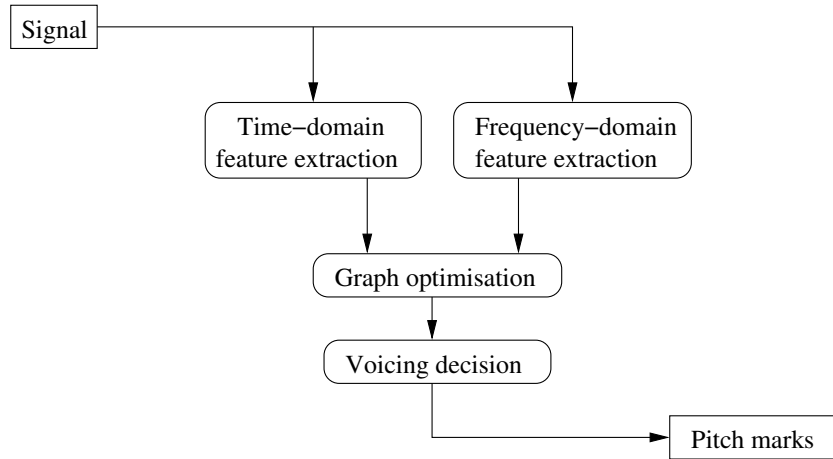 Signal
Time−domain
feature extraction
Frequency−domain
feature extraction
Graph optimisation
Voicing decision
Pitch marks